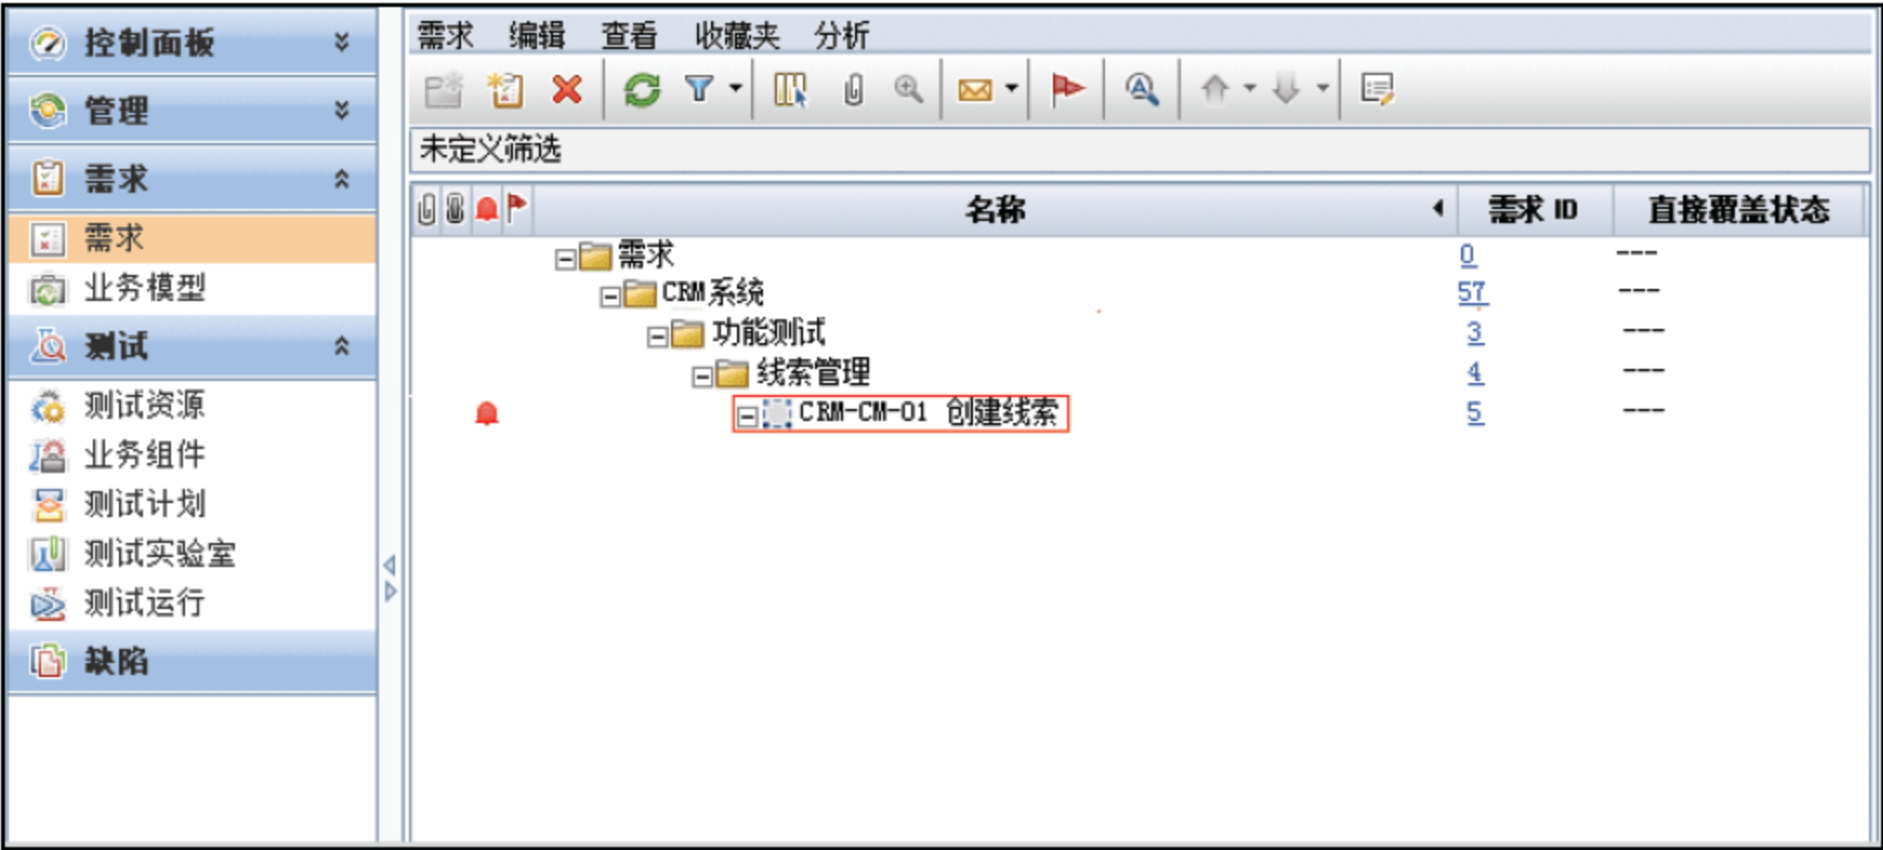 控制面板
管理
需求
需求
业务模型
测试
测试资源
业务组件
测试计划
测试实验室
测试运行
缺陷
需求 编辑 查看 收藏夹 分析
未定义筛选
名称 需求 ID 直接覆盖状态
需求 0 ---
CRM系统 57 ---
功能测试 3 ---
线索管理 4 ---
CRM-CM-01 创建线索 5 ---